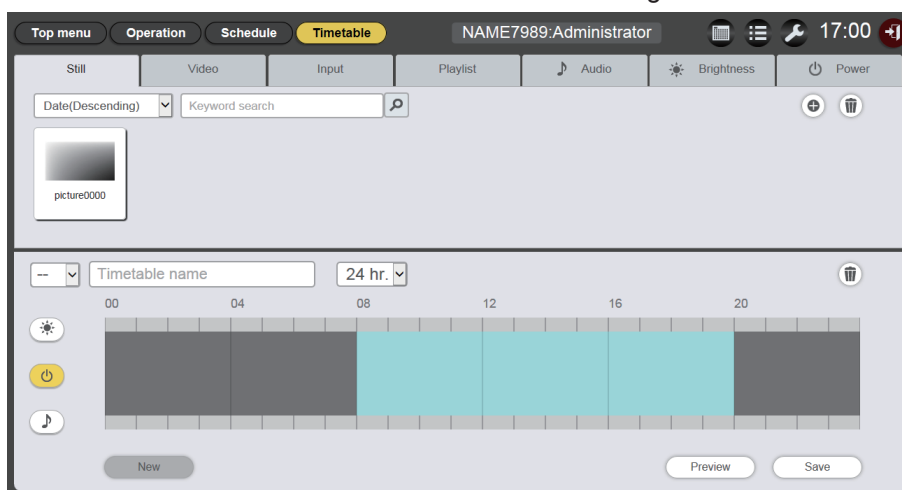 Top menu Operation Schedule Timetable NAME7989:Administrator 17:00
Still Video Input Playlist Audio Brightness Power
Date(Descending) Keyword search
picture0000
-- Timetable name 24 hr.
00 04 08 12 16 20
New Preview Save